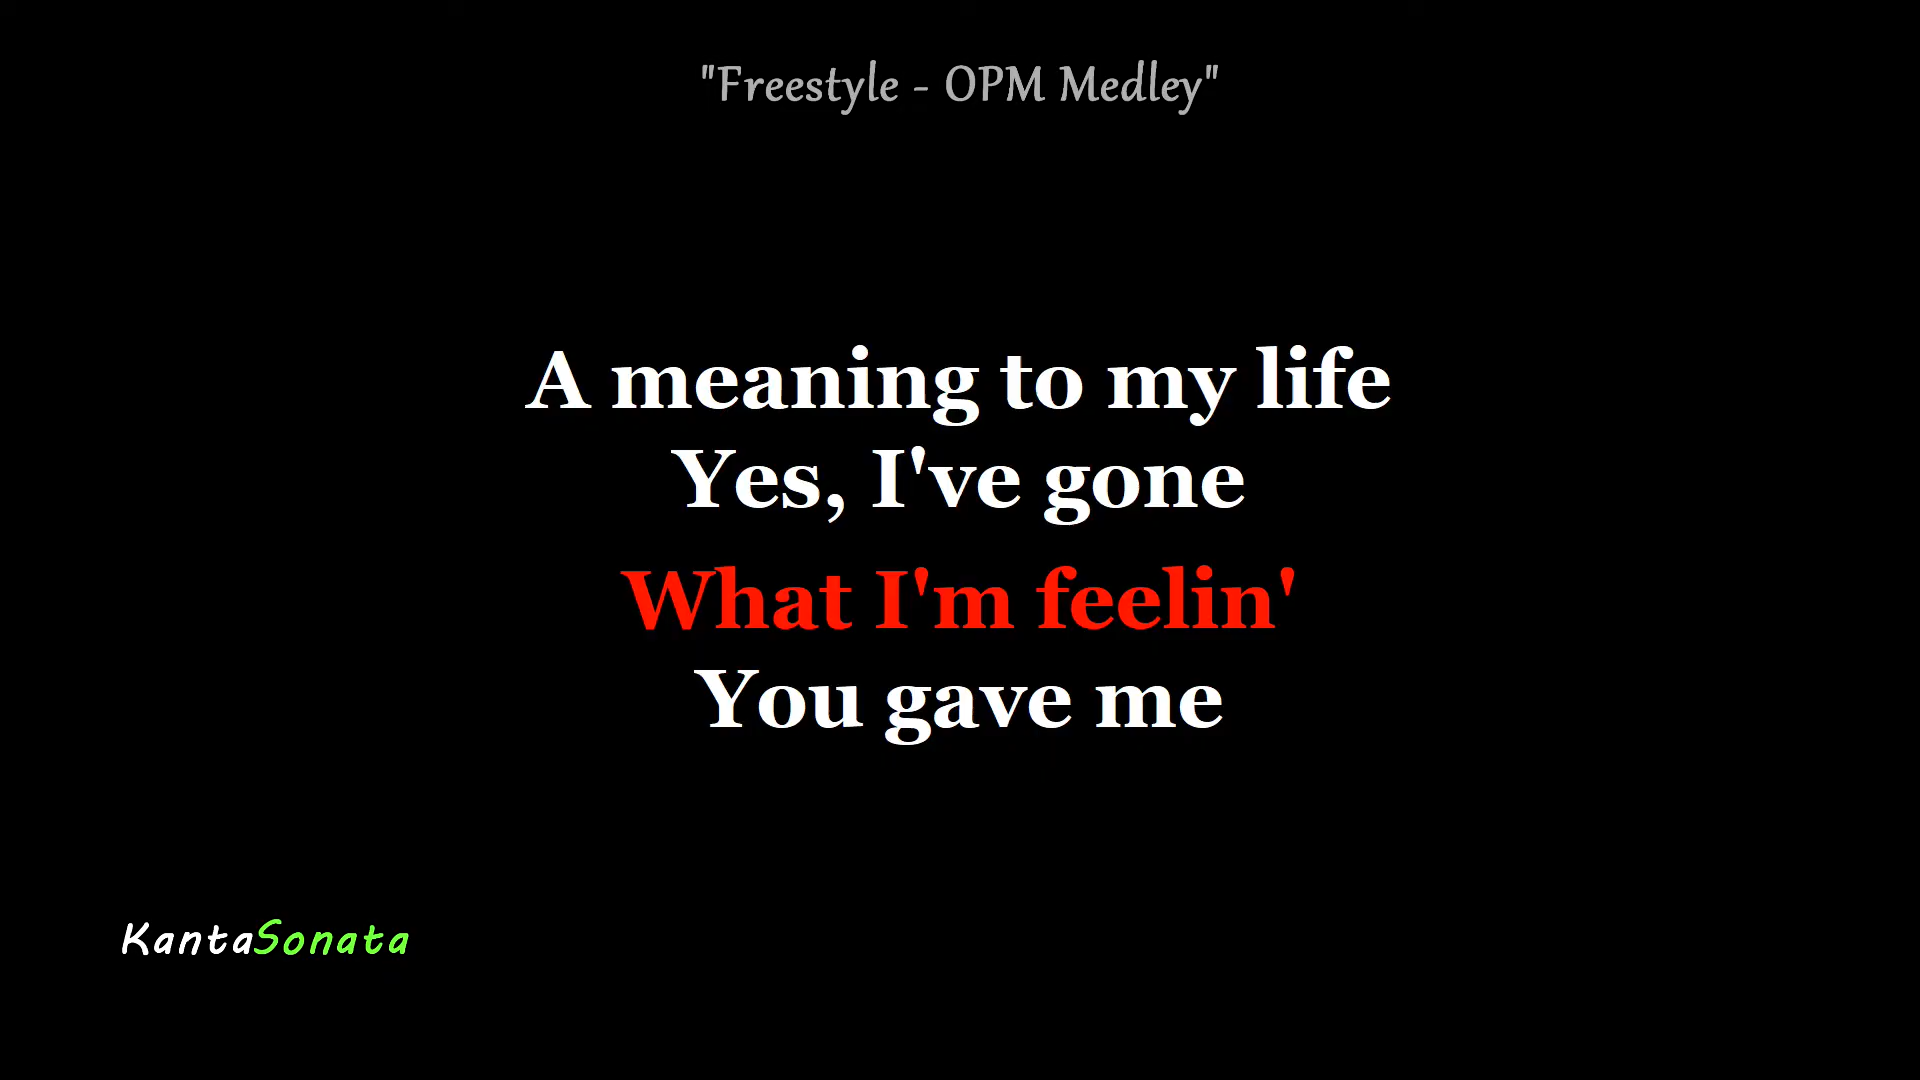 "Freestyle - OPM Medley"
A meaning to my life
Yes, I've gone
What I'm feelin'
You gave me
KantaSonata